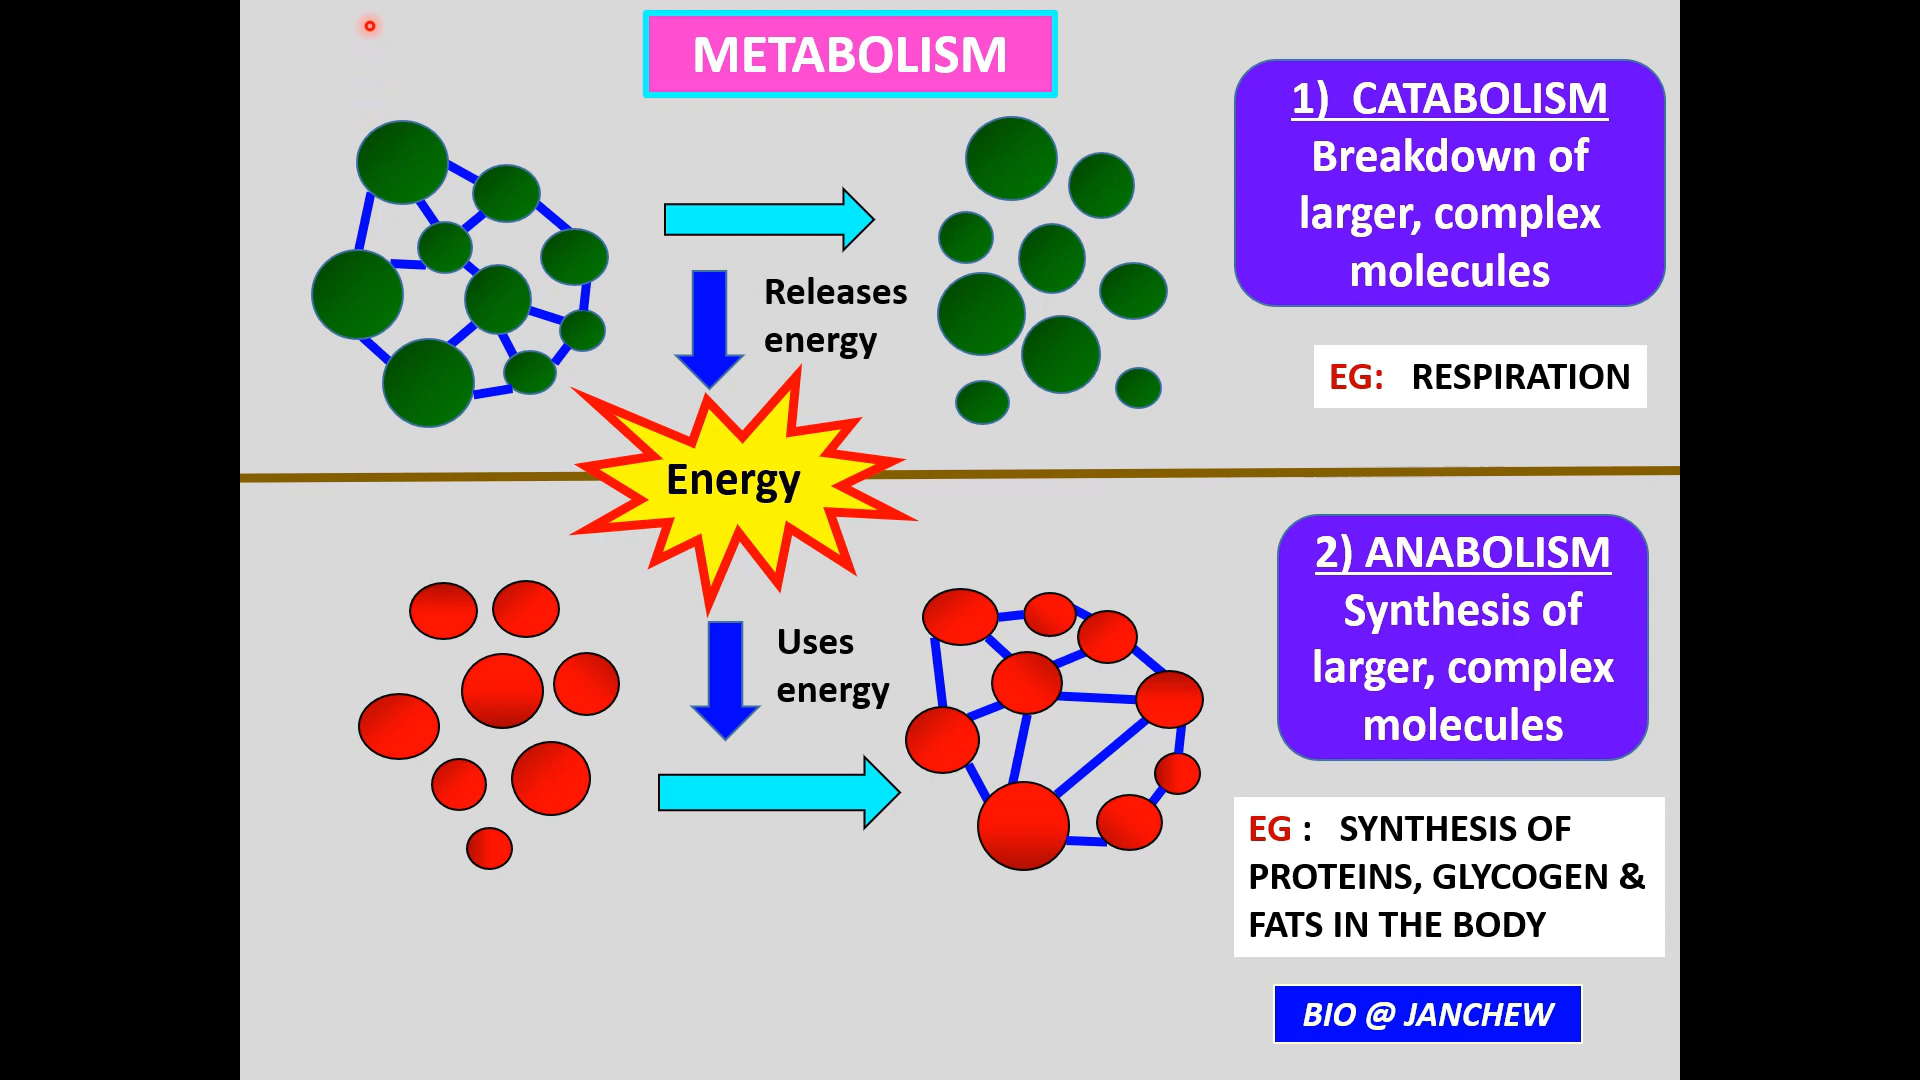 METABOLISM
1) CATABOLISM
Breakdown of
larger, complex
molecules
Releases
energy
EG: RESPIRATION
Energy
2) ANABOLISM
Synthesis of
larger, complex
molecules
Uses
energy
EG : SYNTHESIS OF
PROTEINS, GLYCOGEN &
FATS IN THE BODY
BIO @ JANCHEW